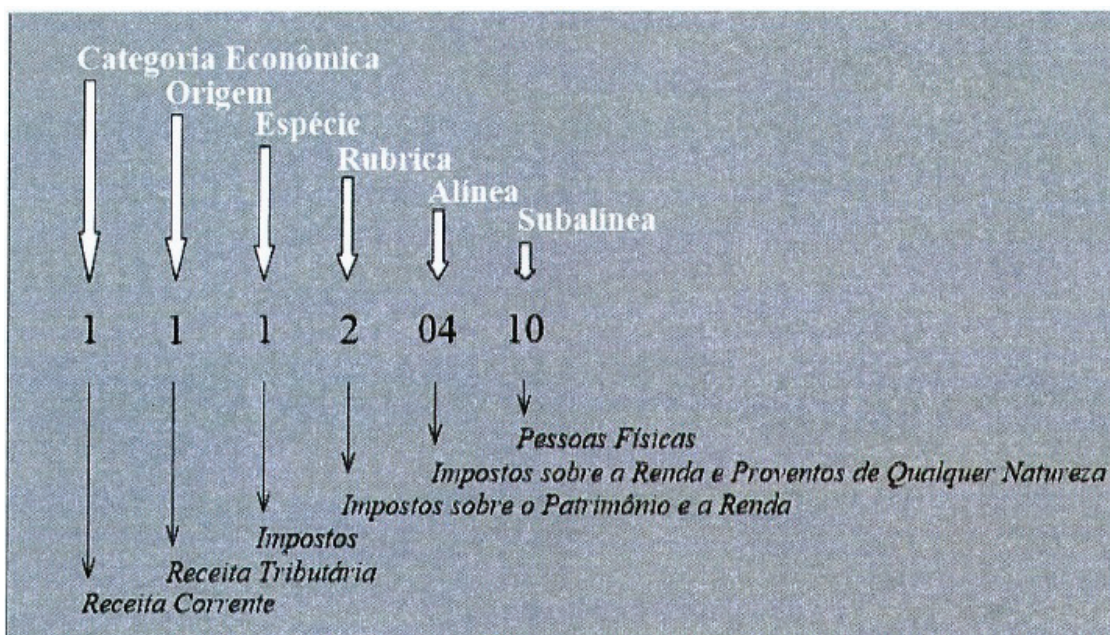 Categoria Econômica
Origem
Espécie
Rubrica
Alínea
Subalínea
1 1 1 2 04 10
Pessoas Físicas
Impostos sobre a Renda e Proventos de Qualquer Natureza
Impostos sobre o Patrimônio e a Renda
Impostos
Receita Tributária
Receita Corrente